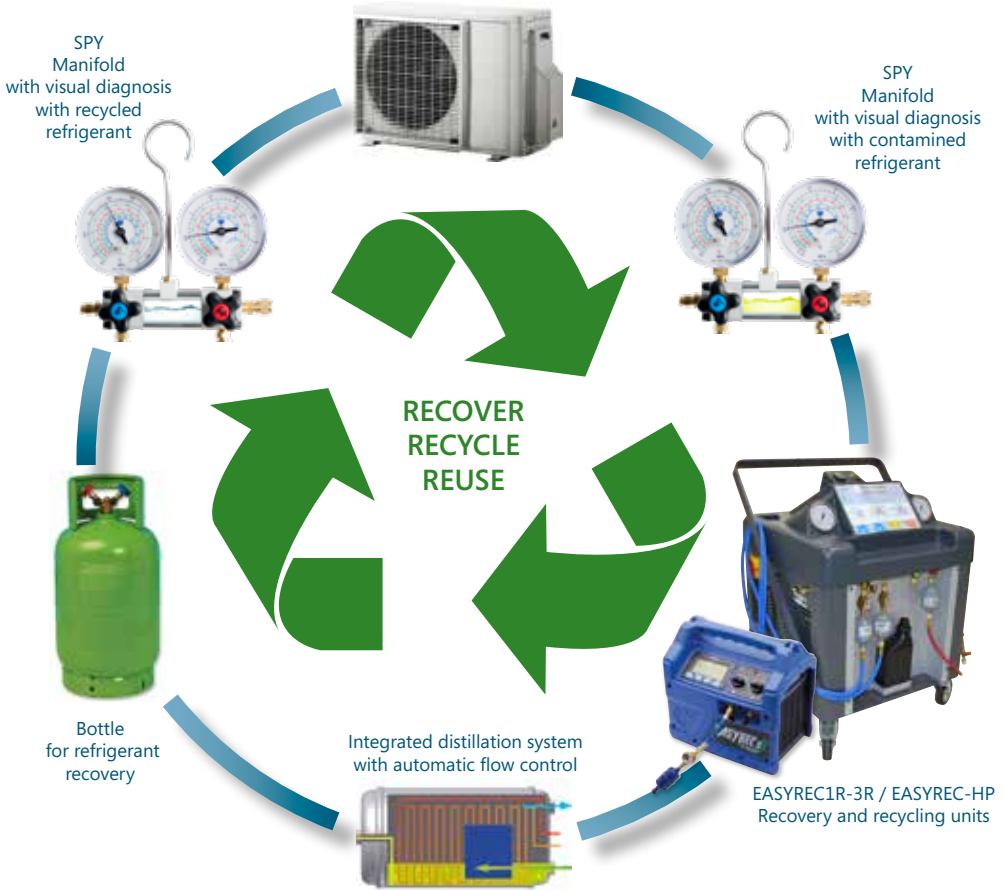 SPY
Manifold
with visual diagnosis
with recycled
refrigerant
SPY
Manifold
with visual diagnosis
with contaminated
refrigerant
RECOVER
RECYCLE
REUSE
Bottle
for refrigerant
recovery
Integrated distillation system
with automatic flow control
EASYREC1R-3R / EASYREC-HP
Recovery and recycling units